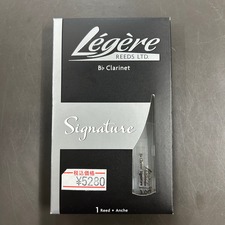 Légère
REEDS LTD.
B♭ Clarinet
Signature
税込価格
¥5280
1 Reed • Anche